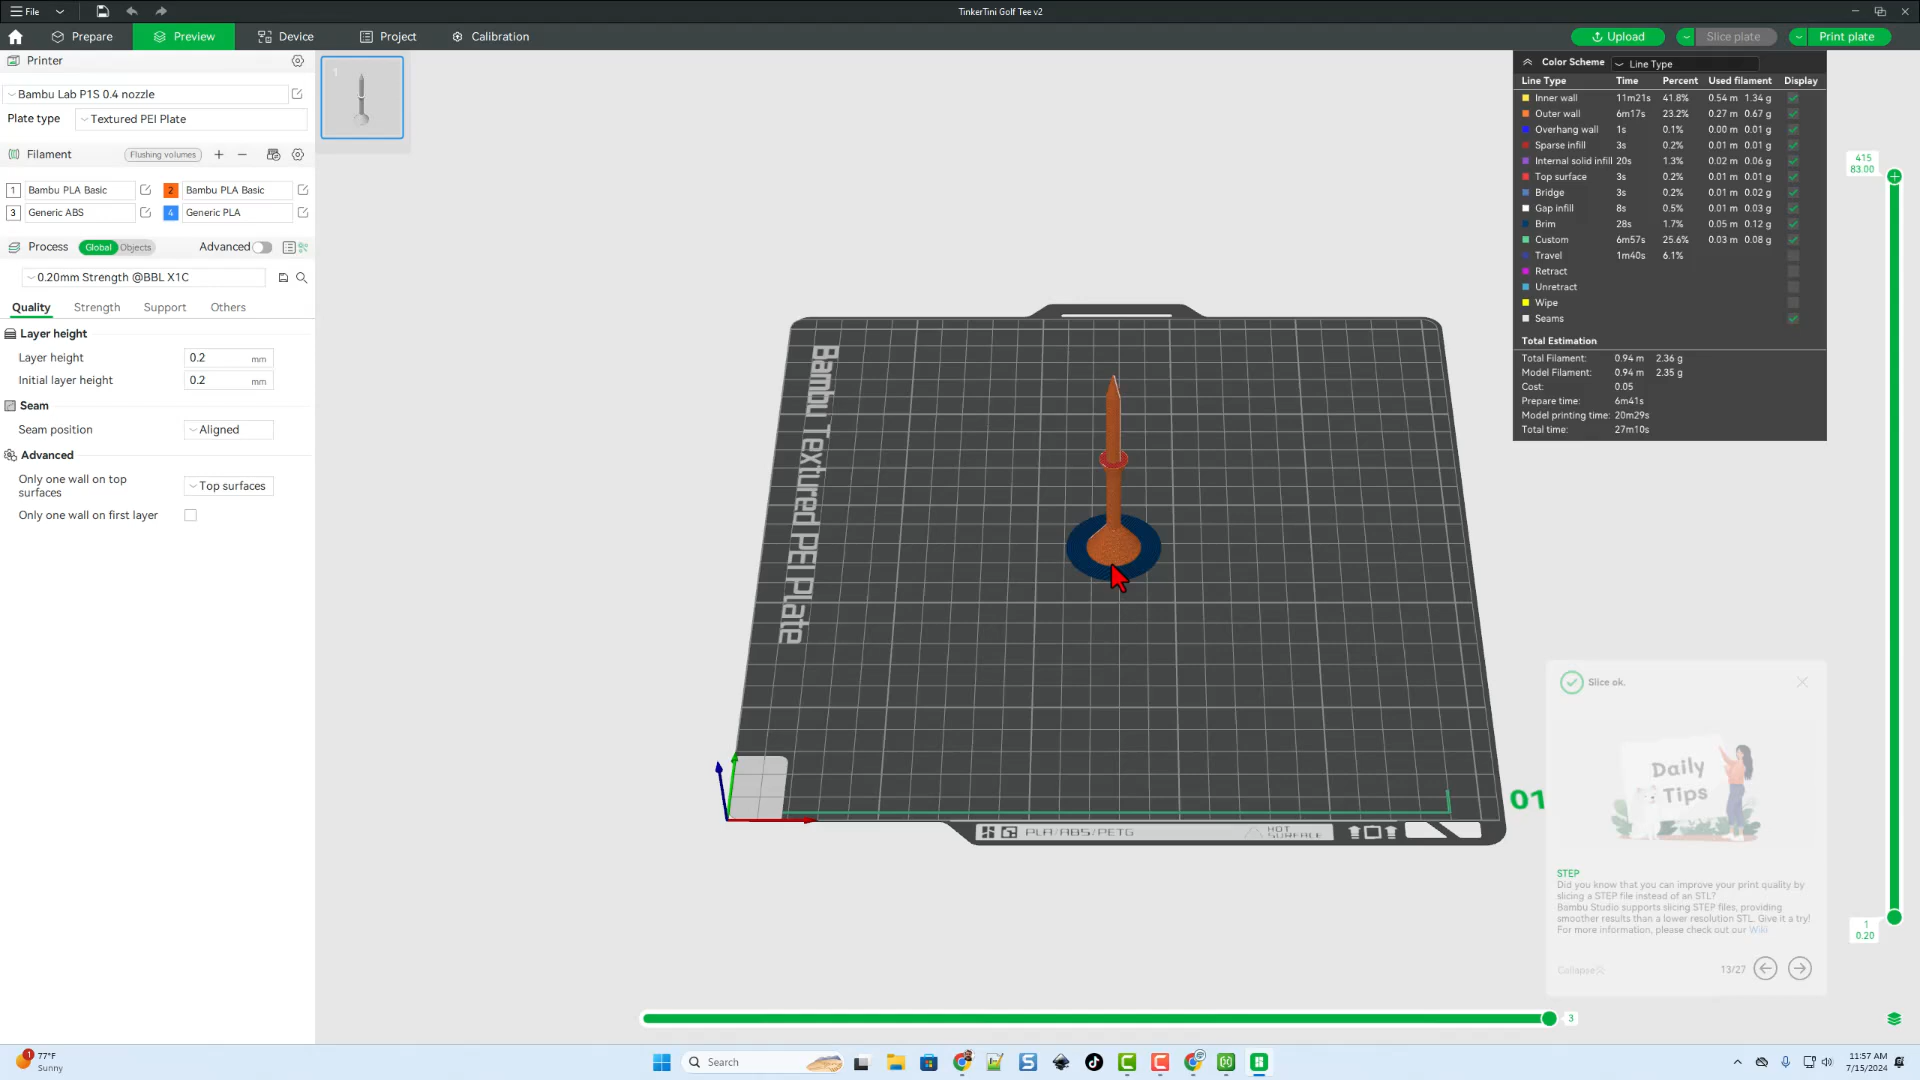 File
TinkerTini Golf Tee v2
Prepare
Preview
Device
Project
Calibration
Upload
Slice plate
Print plate
Printer
Bambu Lab P1S 0.4 nozzle
Plate type
Textured PEI Plate
Filament
Flushing volumes
1 Bambu PLA Basic
2 Bambu PLA Basic
3 Generic ABS
4 Generic PLA
Process
Global
Objects
Advanced
0.20mm Strength @BBL X1C
Quality
Strength
Support
Others
Layer height
Layer height 0.2 mm
Initial layer height 0.2 mm
Seam
Seam position Aligned
Advanced
Only one wall on top
surfaces
Top surfaces
Only one wall on first layer
1
Bambu Textured PEI Plate
PLA/ABS/PETG
HOT
SURFACE
01
Color Scheme Line Type
Line Type Time Percent Used filament Display
Inner wall 11m21s 41.8% 0.54 m 1.34 g
Outer wall 6m17s 23.2% 0.27 m 0.67 g
Overhang wall 1s 0.1% 0.00 m 0.01 g
Sparse infill 3s 0.2% 0.01 m 0.01 g
Internal solid infill 20s 1.3% 0.02 m 0.06 g
Top surface 3s 0.2% 0.01 m 0.01 g
Bridge 3s 0.2% 0.01 m 0.02 g
Gap infill 8s 0.5% 0.01 m 0.03 g
Brim 28s 1.7% 0.05 m 0.12 g
Custom 6m57s 25.6% 0.03 m 0.08 g
Travel 1m40s 6.1%
Retract
Unretract
Wipe
Seams
Total Estimation
Total Filament: 0.94 m 2.36 g
Model Filament: 0.94 m 2.35 g
Cost: 0.05
Prepare time: 6m41s
Model printing time: 20m29s
Total time: 27m10s
415
83.00
Slice ok.
Daily
Tips
STEP
Did you know that you can improve your print quality by
slicing a STEP file instead of an STL?
Bambu Studio supports slicing STEP files, providing
smoother results than a lower resolution STL. Give it a try!
For more information, please check out our Wiki
Collapse
13/27
1
0.20
3
1
77°F
Sunny
Search
11:57 AM
7/15/2024